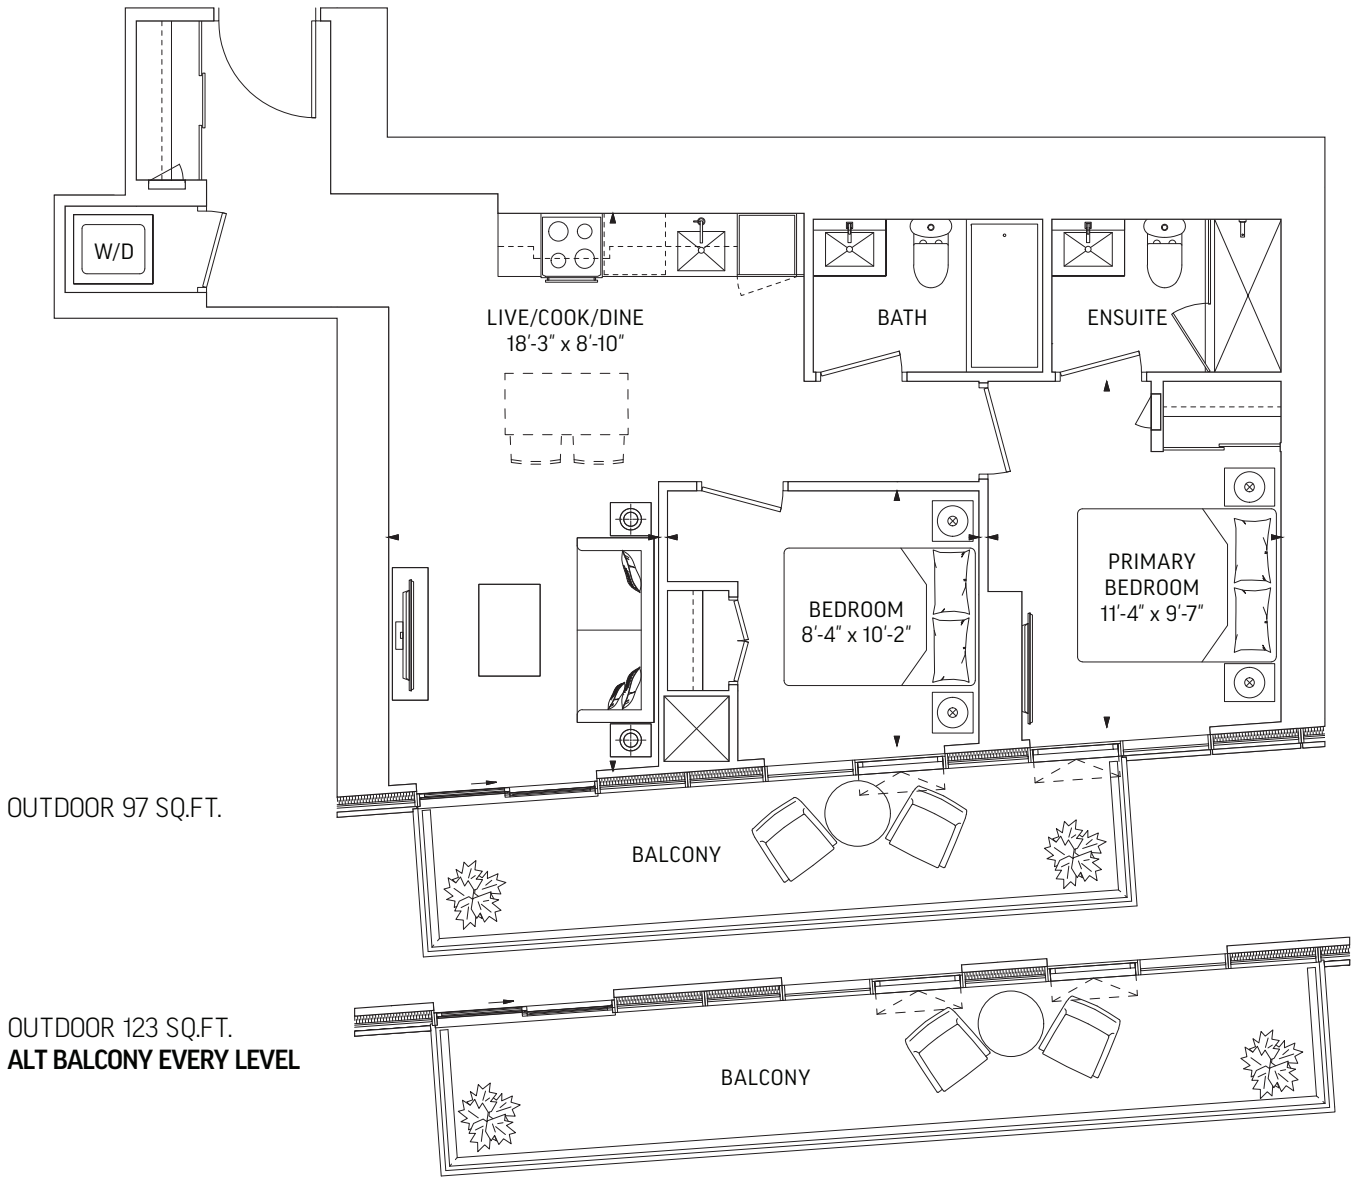 W/D
LIVE/COOK/DINE
18'-3" x 8'-10"
BATH
ENSUITE
PRIMARY
BEDROOM
11'-4" x 9'-7"
BEDROOM
8'-4" x 10'-2"
OUTDOOR 97 SQ.FT.
BALCONY
OUTDOOR 123 SQ.FT.
ALT BALCONY EVERY LEVEL
BALCONY